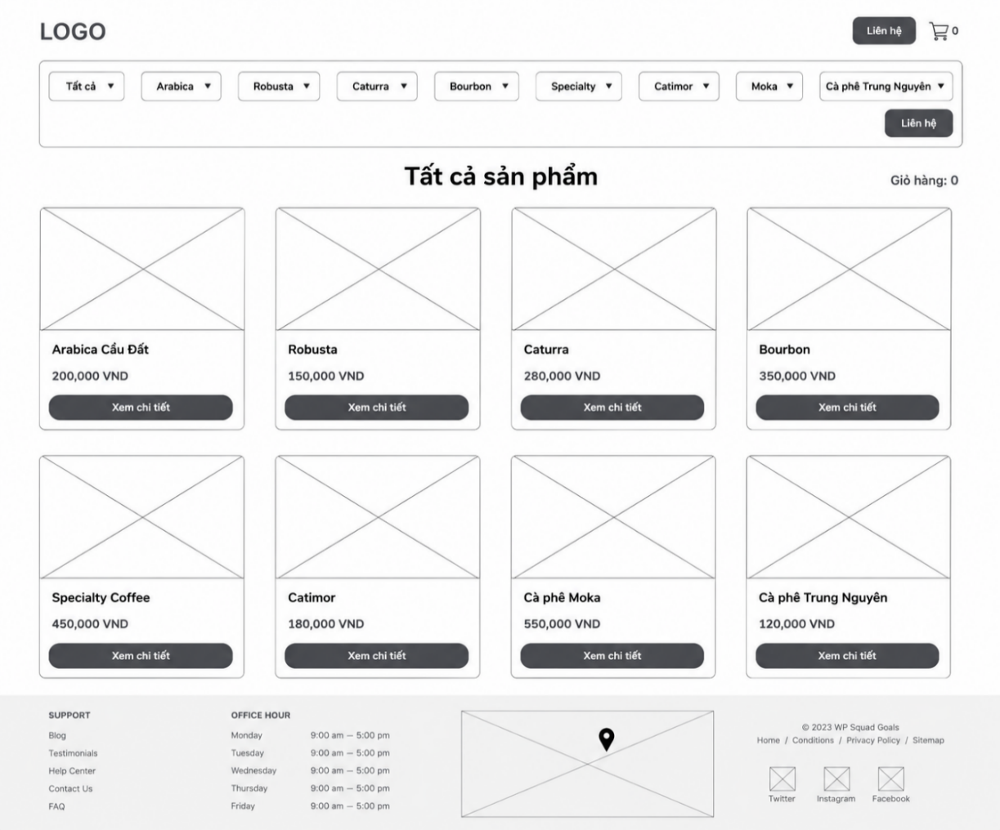 LOGO
Liên hệ
0
Tất cả ▼ Arabica ▼ Robusta ▼ Caturra ▼ Bourbon ▼ Specialty ▼ Catimor ▼ Moka ▼ Cà phê Trung Nguyên ▼
Liên hệ
Tất cả sản phẩm
Giỏ hàng: 0
Arabica Cầu Đất
200,000 VND
Xem chi tiết
Robusta
150,000 VND
Xem chi tiết
Caturra
280,000 VND
Xem chi tiết
Bourbon
350,000 VND
Xem chi tiết
Specialty Coffee
450,000 VND
Xem chi tiết
Catimor
180,000 VND
Xem chi tiết
Cà phê Moka
550,000 VND
Xem chi tiết
Cà phê Trung Nguyên
120,000 VND
Xem chi tiết
SUPPORT
Blog
Testimonials
Help Center
Contact Us
FAQ
OFFICE HOUR
Monday 9:00 am — 5:00 pm
Tuesday 9:00 am — 5:00 pm
Wednesday 9:00 am — 5:00 pm
Thursday 9:00 am — 5:00 pm
Friday 9:00 am — 5:00 pm
© 2023 WP Squad Goals
Home / Conditions / Privacy Policy / Sitemap
Twitter Instagram Facebook